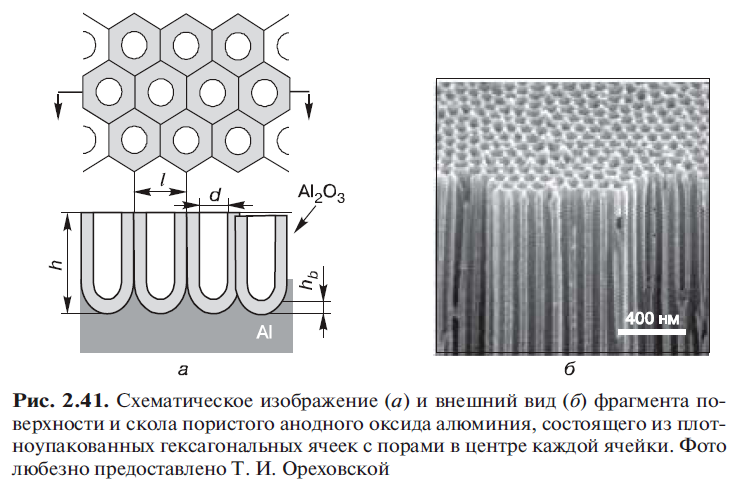 l
d
Al₂O₃
h
h_b
Al
400 нм
а
б
Рис. 2.41. Схематическое изображение (а) и внешний вид (б) фрагмента по-
верхности и скола пористого анодного оксида алюминия, состоящего из плот-
ноупакованных гексагональных ячеек с порами в центре каждой ячейки. Фото
любезно предоставлено Т. И. Ореховской